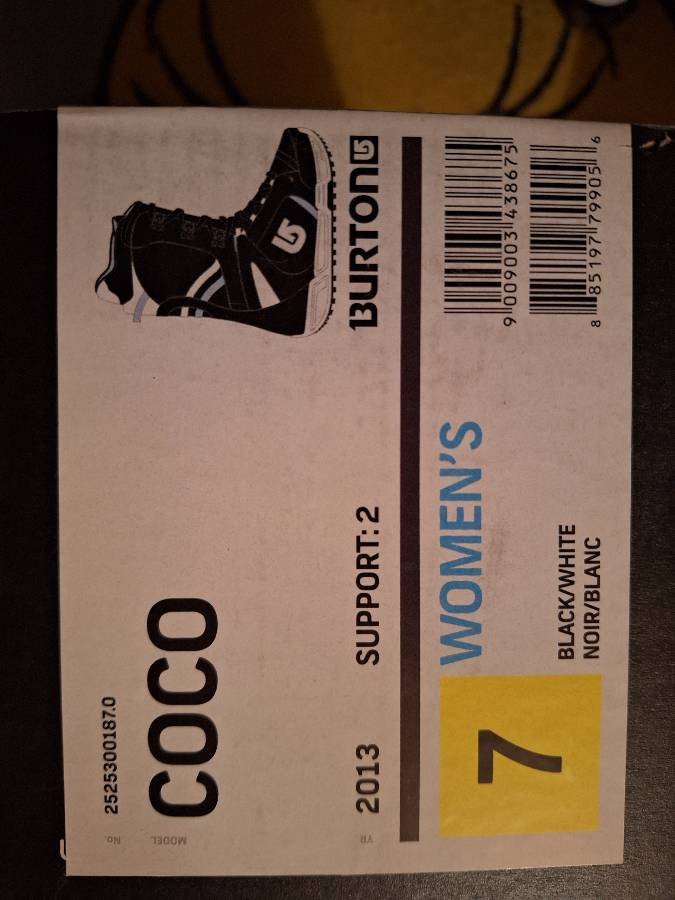 No. 2525300187.0
MODEL COCO
YR 2013 SUPPORT: 2 BURTON
7 WOMEN'S
BLACK/WHITE
NOIR/BLANC
9 009003 438675
8 85197 79905 6